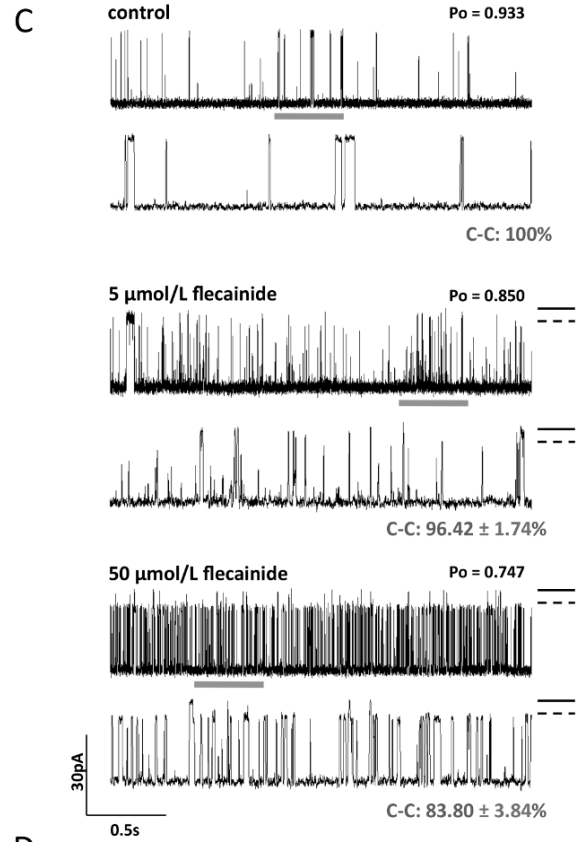 C
control
Po = 0.933
C-C: 100%
5 µmol/L flecainide
Po = 0.850
C-C: 96.42 ± 1.74%
50 µmol/L flecainide
Po = 0.747
30pA
0.5s
C-C: 83.80 ± 3.84%